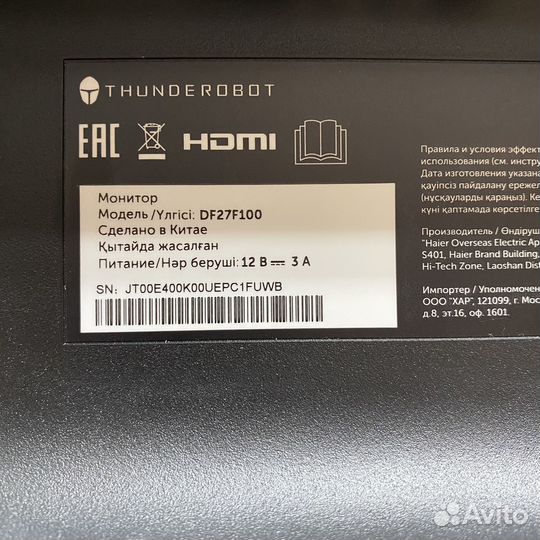 THUNDEROBOT
EAC HDMI
Монитор
Модель/Үлгісі: DF27F100
Сделано в Китае
Қытайда жасалған
Питание/Нәр беруші: 12 В 3 А
SN: JT00E400K00UEPC1FUWB
Правила и условия эффект
использования (см. инстру
Дата изготовления указана
қауіпсіз пайдалану ережел
(нұсқауларды қараңыз). Ке
күні қаптамада көрсетілге
Производитель / Өндіруш
"Haier Overseas Electric Ap
S401, Haier Brand Building,
Hi-Tech Zone, Laoshan Dist
Импортер / Уполномочен
ООО "ХАР", 121099, г. Моск
д.8, эт.16, оф. 1601.
Avito